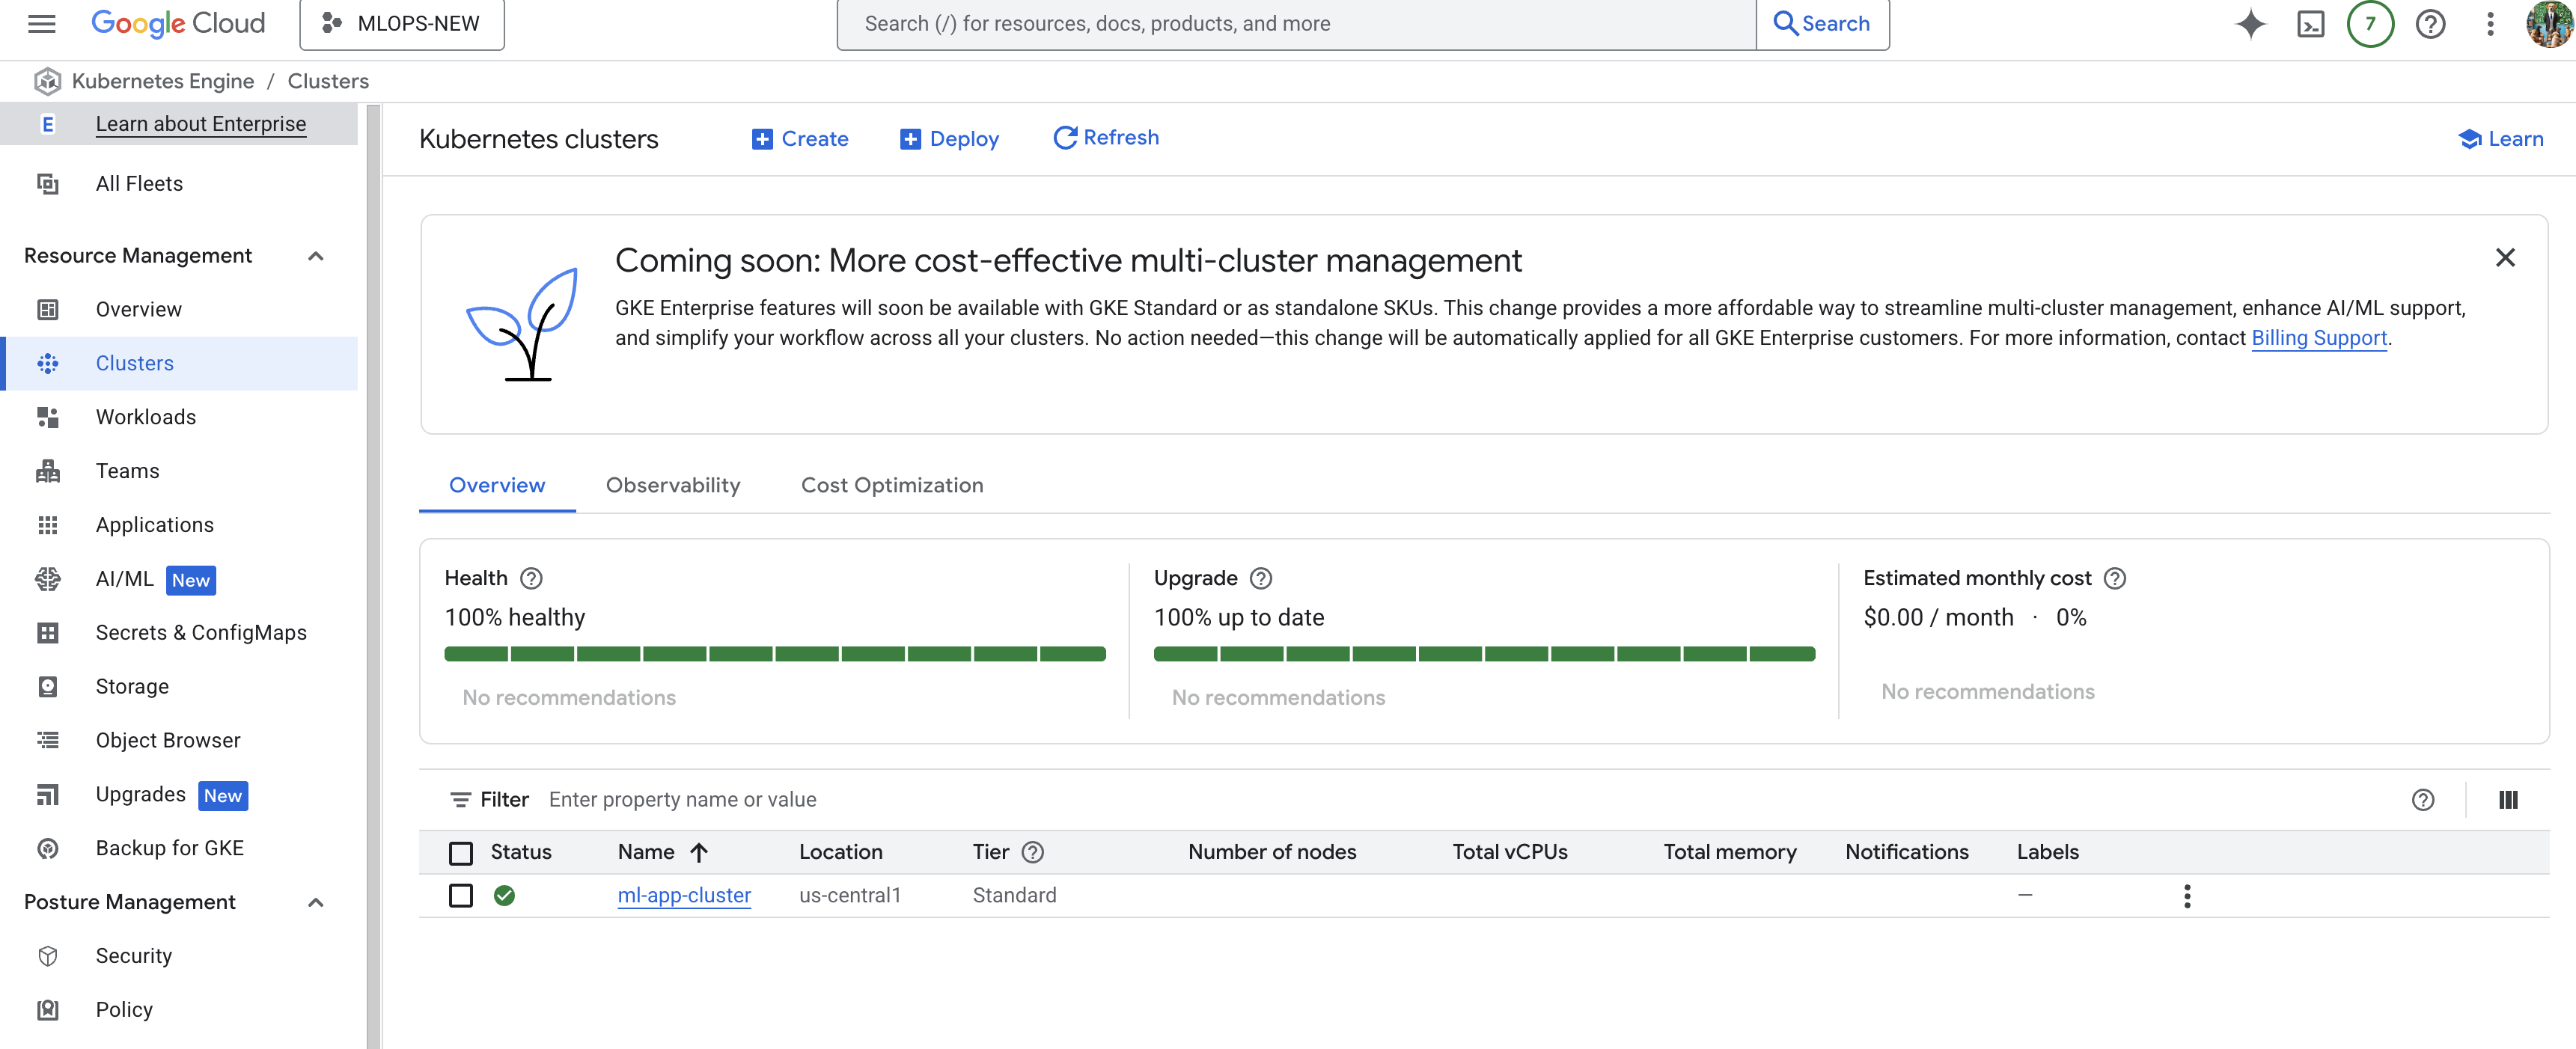 Google Cloud
MLOPS-NEW
Search (/) for resources, docs, products, and more
Search
7
Kubernetes Engine / Clusters
E Learn about Enterprise
All Fleets
Resource Management
Overview
Clusters
Workloads
Teams
Applications
AI/ML New
Secrets & ConfigMaps
Storage
Object Browser
Upgrades New
Backup for GKE
Posture Management
Security
Policy
Kubernetes clusters
Create
Deploy
Refresh
Learn
Coming soon: More cost-effective multi-cluster management
GKE Enterprise features will soon be available with GKE Standard or as standalone SKUs. This change provides a more affordable way to streamline multi-cluster management, enhance AI/ML support,
and simplify your workflow across all your clusters. No action needed—this change will be automatically applied for all GKE Enterprise customers. For more information, contact Billing Support.
Overview Observability Cost Optimization
Health
100% healthy
No recommendations
Upgrade
100% up to date
No recommendations
Estimated monthly cost
$0.00 / month · 0%
No recommendations
Filter Enter property name or value
Status Name Location Tier Number of nodes Total vCPUs Total memory Notifications Labels
ml-app-cluster us-central1 Standard —